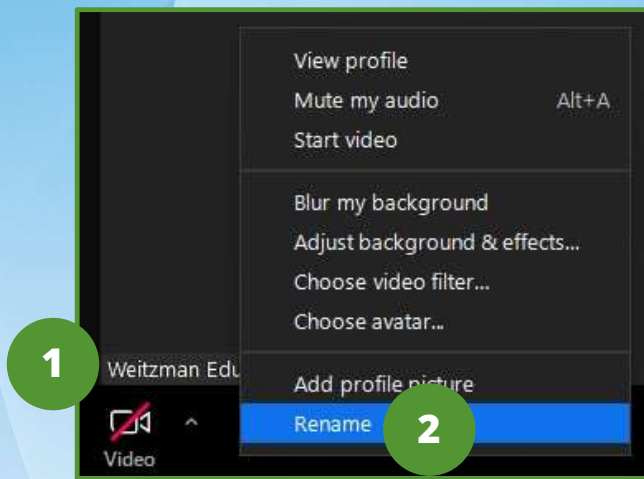 View profile
Mute my audio Alt+A
Start video
Blur my background
Adjust background & effects...
Choose video filter...
Choose avatar...
1
Weitzman Edu
Add profile picture
Rename 2
Video